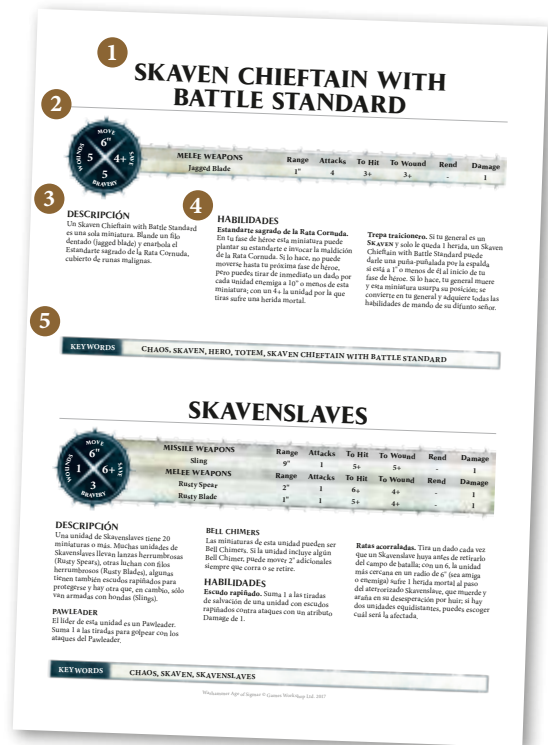 1
SKAVEN CHIEFTAIN WITH
BATTLE STANDARD
2
MOVE
6"
WOUNDS
5
4+
SAVE
5
BRAVERY
MELEE WEAPONS Range Attacks To Hit To Wound Rend Damage
Jagged Blade 1" 4 3+ 3+ - 1
3
DESCRIPCIÓN
Un Skaven Chieftain with Battle Standard
es una sola miniatura. Blande un filo
dentado (jagged blade) y enarbola el
Estandarte sagrado de la Rata Cornuda,
cubierto de runas malignas.
4
HABILIDADES
Estandarte sagrado de la Rata Cornuda.
En tu fase de héroe esta miniatura puede
plantar su estandarte e invocar la maldición
de la Rata Cornuda. Si lo hace, no puede
moverse hasta tu próxima fase de héroe,
pero puedes tirar de inmediato un dado por
cada unidad enemiga a 10" o menos de esta
miniatura; con un 4+ la unidad por la que
tiras sufre una herida mortal.
Trepa traicionero. Si tu general es un
SKAVEN y solo le queda 1 herida, un Skaven
Chieftain with Battle Standard puede
darle una puña-puñalada por la espalda
si está a 1" o menos de él al inicio de tu
fase de héroe. Si lo hace, tu general muere
y esta miniatura usurpa su posición; se
convierte en tu general y adquiere todas las
habilidades de mando de su difunto señor.
5
KEYWORDS CHAOS, SKAVEN, HERO, TOTEM, SKAVEN CHIEFTAIN WITH BATTLE STANDARD
SKAVENSLAVES
MOVE
6"
WOUNDS
1
6+
SAVE
3
BRAVERY
MISSILE WEAPONS Range Attacks To Hit To Wound Rend Damage
Sling 9" 1 5+ 5+ - 1
MELEE WEAPONS Range Attacks To Hit To Wound Rend Damage
Rusty Spear 2" 1 6+ 4+ - 1
Rusty Blade 1" 1 5+ 4+ - 1
DESCRIPCIÓN
Una unidad de Skavenslaves tiene 20
miniaturas o más. Muchas unidades de
Skavenslaves llevan lanzas herrumbrosas
(Rusty Spears), otras luchan con filos
herrumbrosos (Rusty Blades), algunas
tienen también escudos rapiñados para
protegerse y hay otra que, en cambio, sólo
van armadas con hondas (Slings).
PAWLEADER
El líder de esta unidad es un Pawleader.
Suma 1 a las tiradas para golpear con los
ataques del Pawleader.
BELL CHIMERS
Las miniaturas de esta unidad pueden ser
Bell Chimers. Si la unidad incluye algún
Bell Chimer, puede mover 2" adicionales
siempre que corra o se retire.
HABILIDADES
Escudo rapiñado. Suma 1 a las tiradas
de salvación de una unidad con escudos
rapiñados contra ataques con un atributo
Damage de 1.
Ratas acorraladas. Tira un dado cada vez
que un Skavenslave huya antes de retirarlo
del campo de batalla; con un 6, la unidad
más cercana en un radio de 6" (sea amiga
o enemiga) sufre 1 herida mortal al paso
del aterrorizado Skavenslave, que muerde y
araña en su desesperación por huir; si hay
dos unidades equidistantes, puedes escoger
cuál será la afectada.
KEYWORDS CHAOS, SKAVEN, SKAVENSLAVES
Warhammer Age of Sigmar © Games Workshop Ltd. 2017